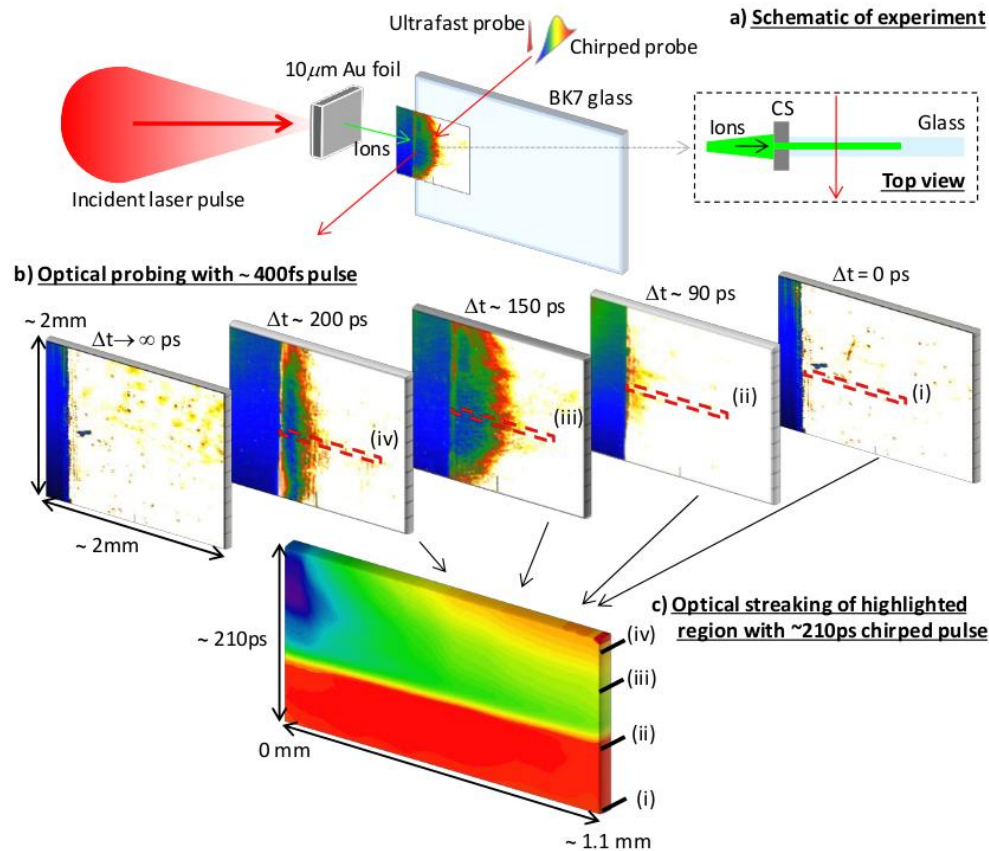 a) Schematic of experiment
Ultrafast probe
Chirped probe
10μm Au foil
BK7 glass
Ions
Incident laser pulse
CS
Ions
Glass
Top view
b) Optical probing with ~ 400fs pulse
Δt = 0 ps
Δt ~ 90 ps
Δt ~ 150 ps
Δt ~ 200 ps
Δt → ∞ ps
~ 2mm
(iv)
(iii)
(ii)
(i)
~ 2mm
c) Optical streaking of highlighted
region with ~210ps chirped pulse
~ 210ps
(iv)
(iii)
(ii)
(i)
0 mm
~ 1.1 mm